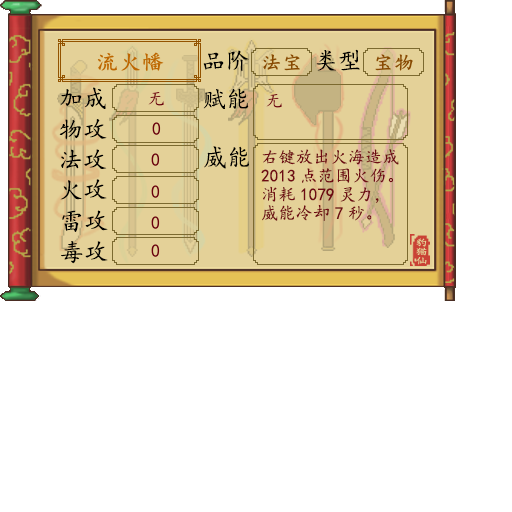 流火幡 品阶 法宝 类型 宝物
加成 无 赋能 无
物攻 0
法攻 0 威能
火攻 0
雷攻 0
毒攻 0
右键放出火海造成
2013 点范围火伤。
消耗 1079 灵力，
威能冷却 7 秒。
豹猫仙